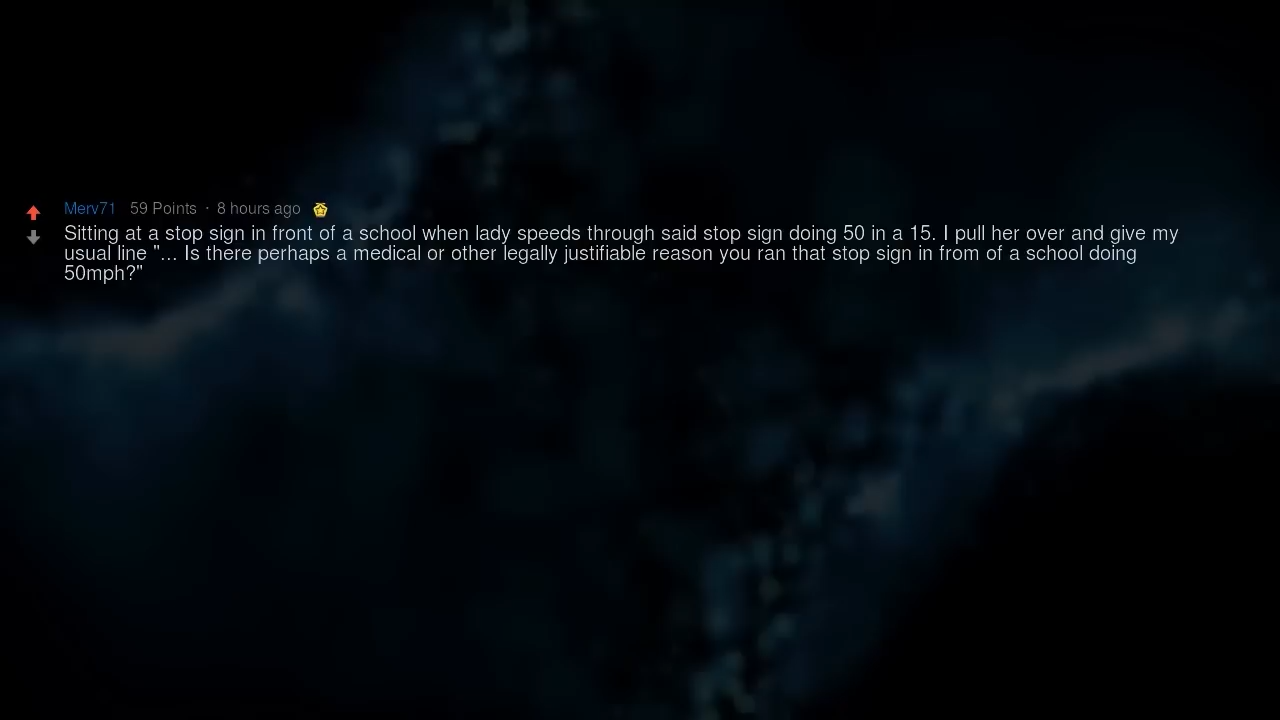 Merv71 59 Points · 8 hours ago
Sitting at a stop sign in front of a school when lady speeds through said stop sign doing 50 in a 15. I pull her over and give my
usual line "... Is there perhaps a medical or other legally justifiable reason you ran that stop sign in from of a school doing
50mph?"